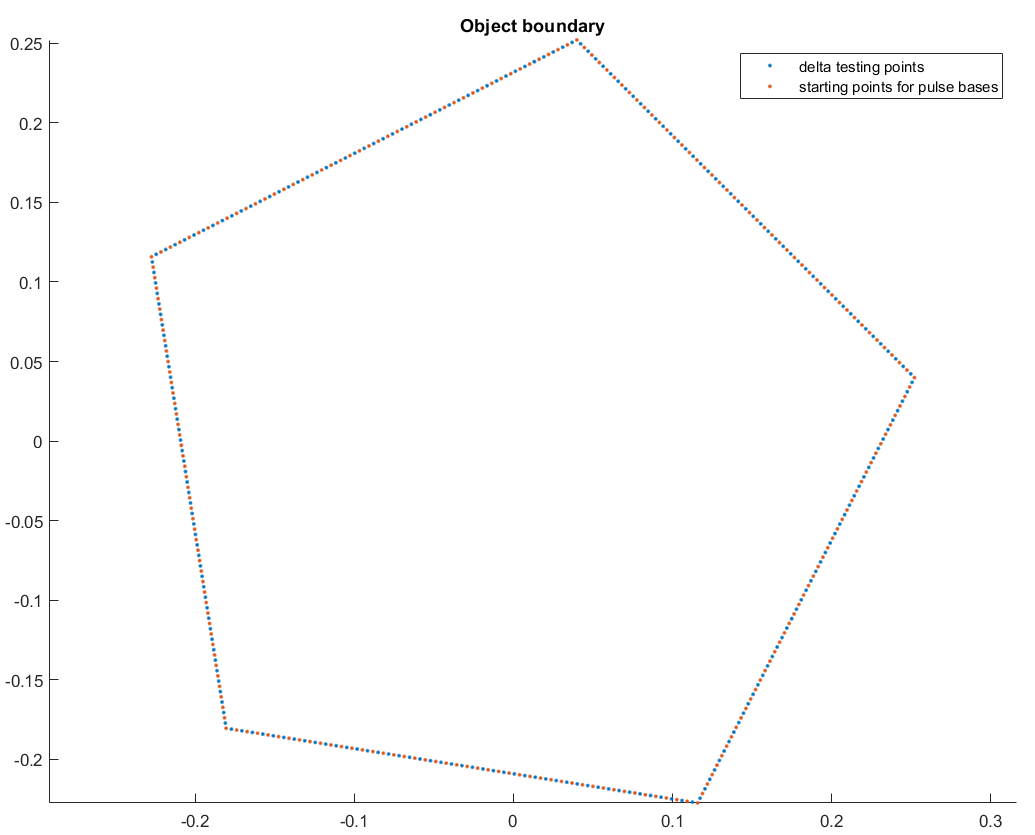 Object boundary
delta testing points
starting points for pulse bases
0.25
0.2
0.15
0.1
0.05
0
-0.05
-0.1
-0.15
-0.2
-0.2 -0.1 0 0.1 0.2 0.3